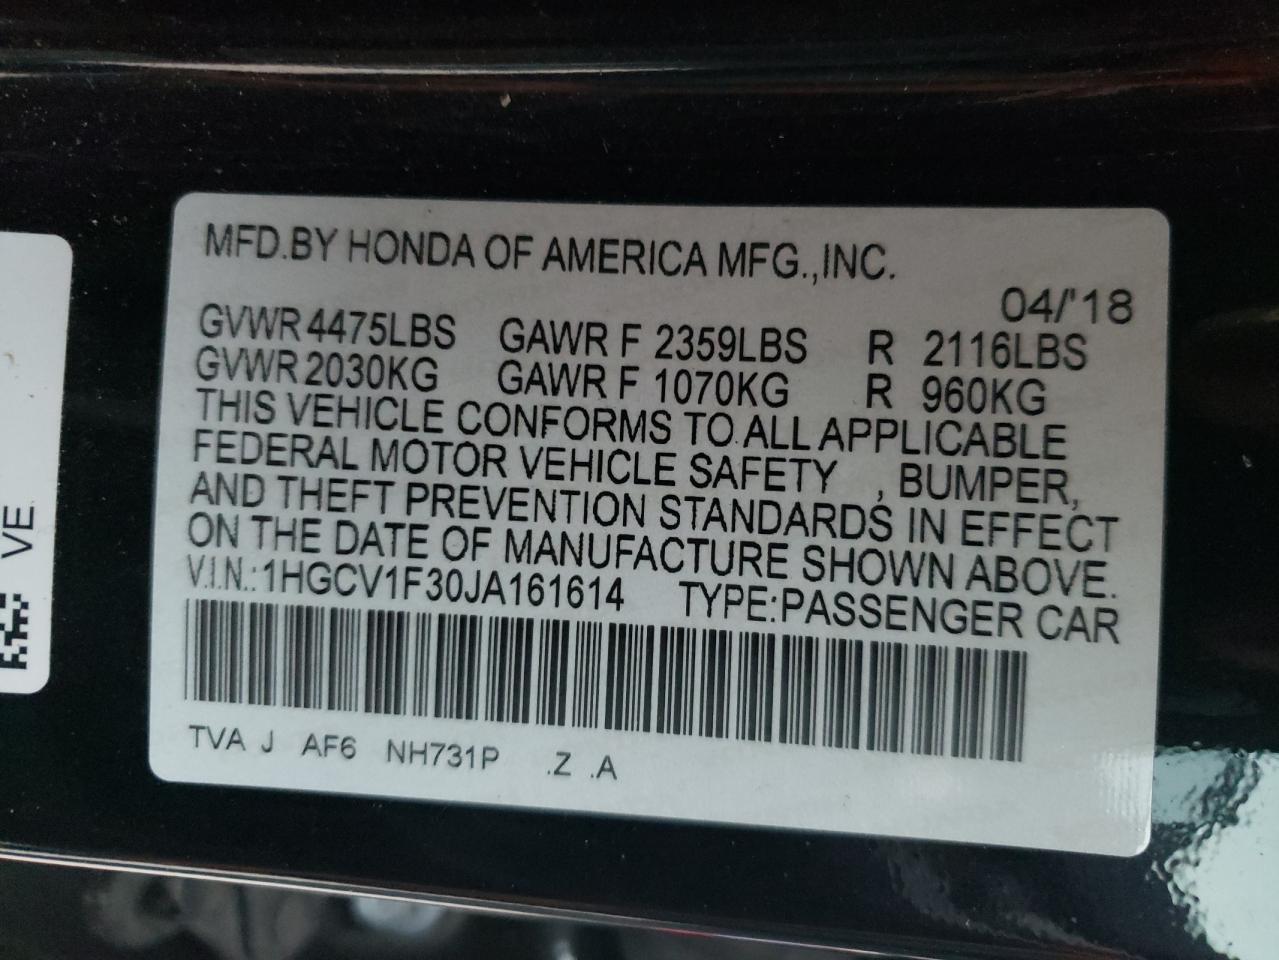 MFD.BY HONDA OF AMERICA MFG.,INC.
04/'18
GVWR 4475LBS GAWR F 2359LBS R 2116LBS
GVWR 2030KG GAWR F 1070KG R 960KG
THIS VEHICLE CONFORMS TO ALL APPLICABLE
FEDERAL MOTOR VEHICLE SAFETY , BUMPER,
AND THEFT PREVENTION STANDARDS IN EFFECT
ON THE DATE OF MANUFACTURE SHOWN ABOVE.
V.I.N.:1HGCV1F30JA161614 TYPE:PASSENGER CAR
TVA J AF6 NH731P .Z .A
VE